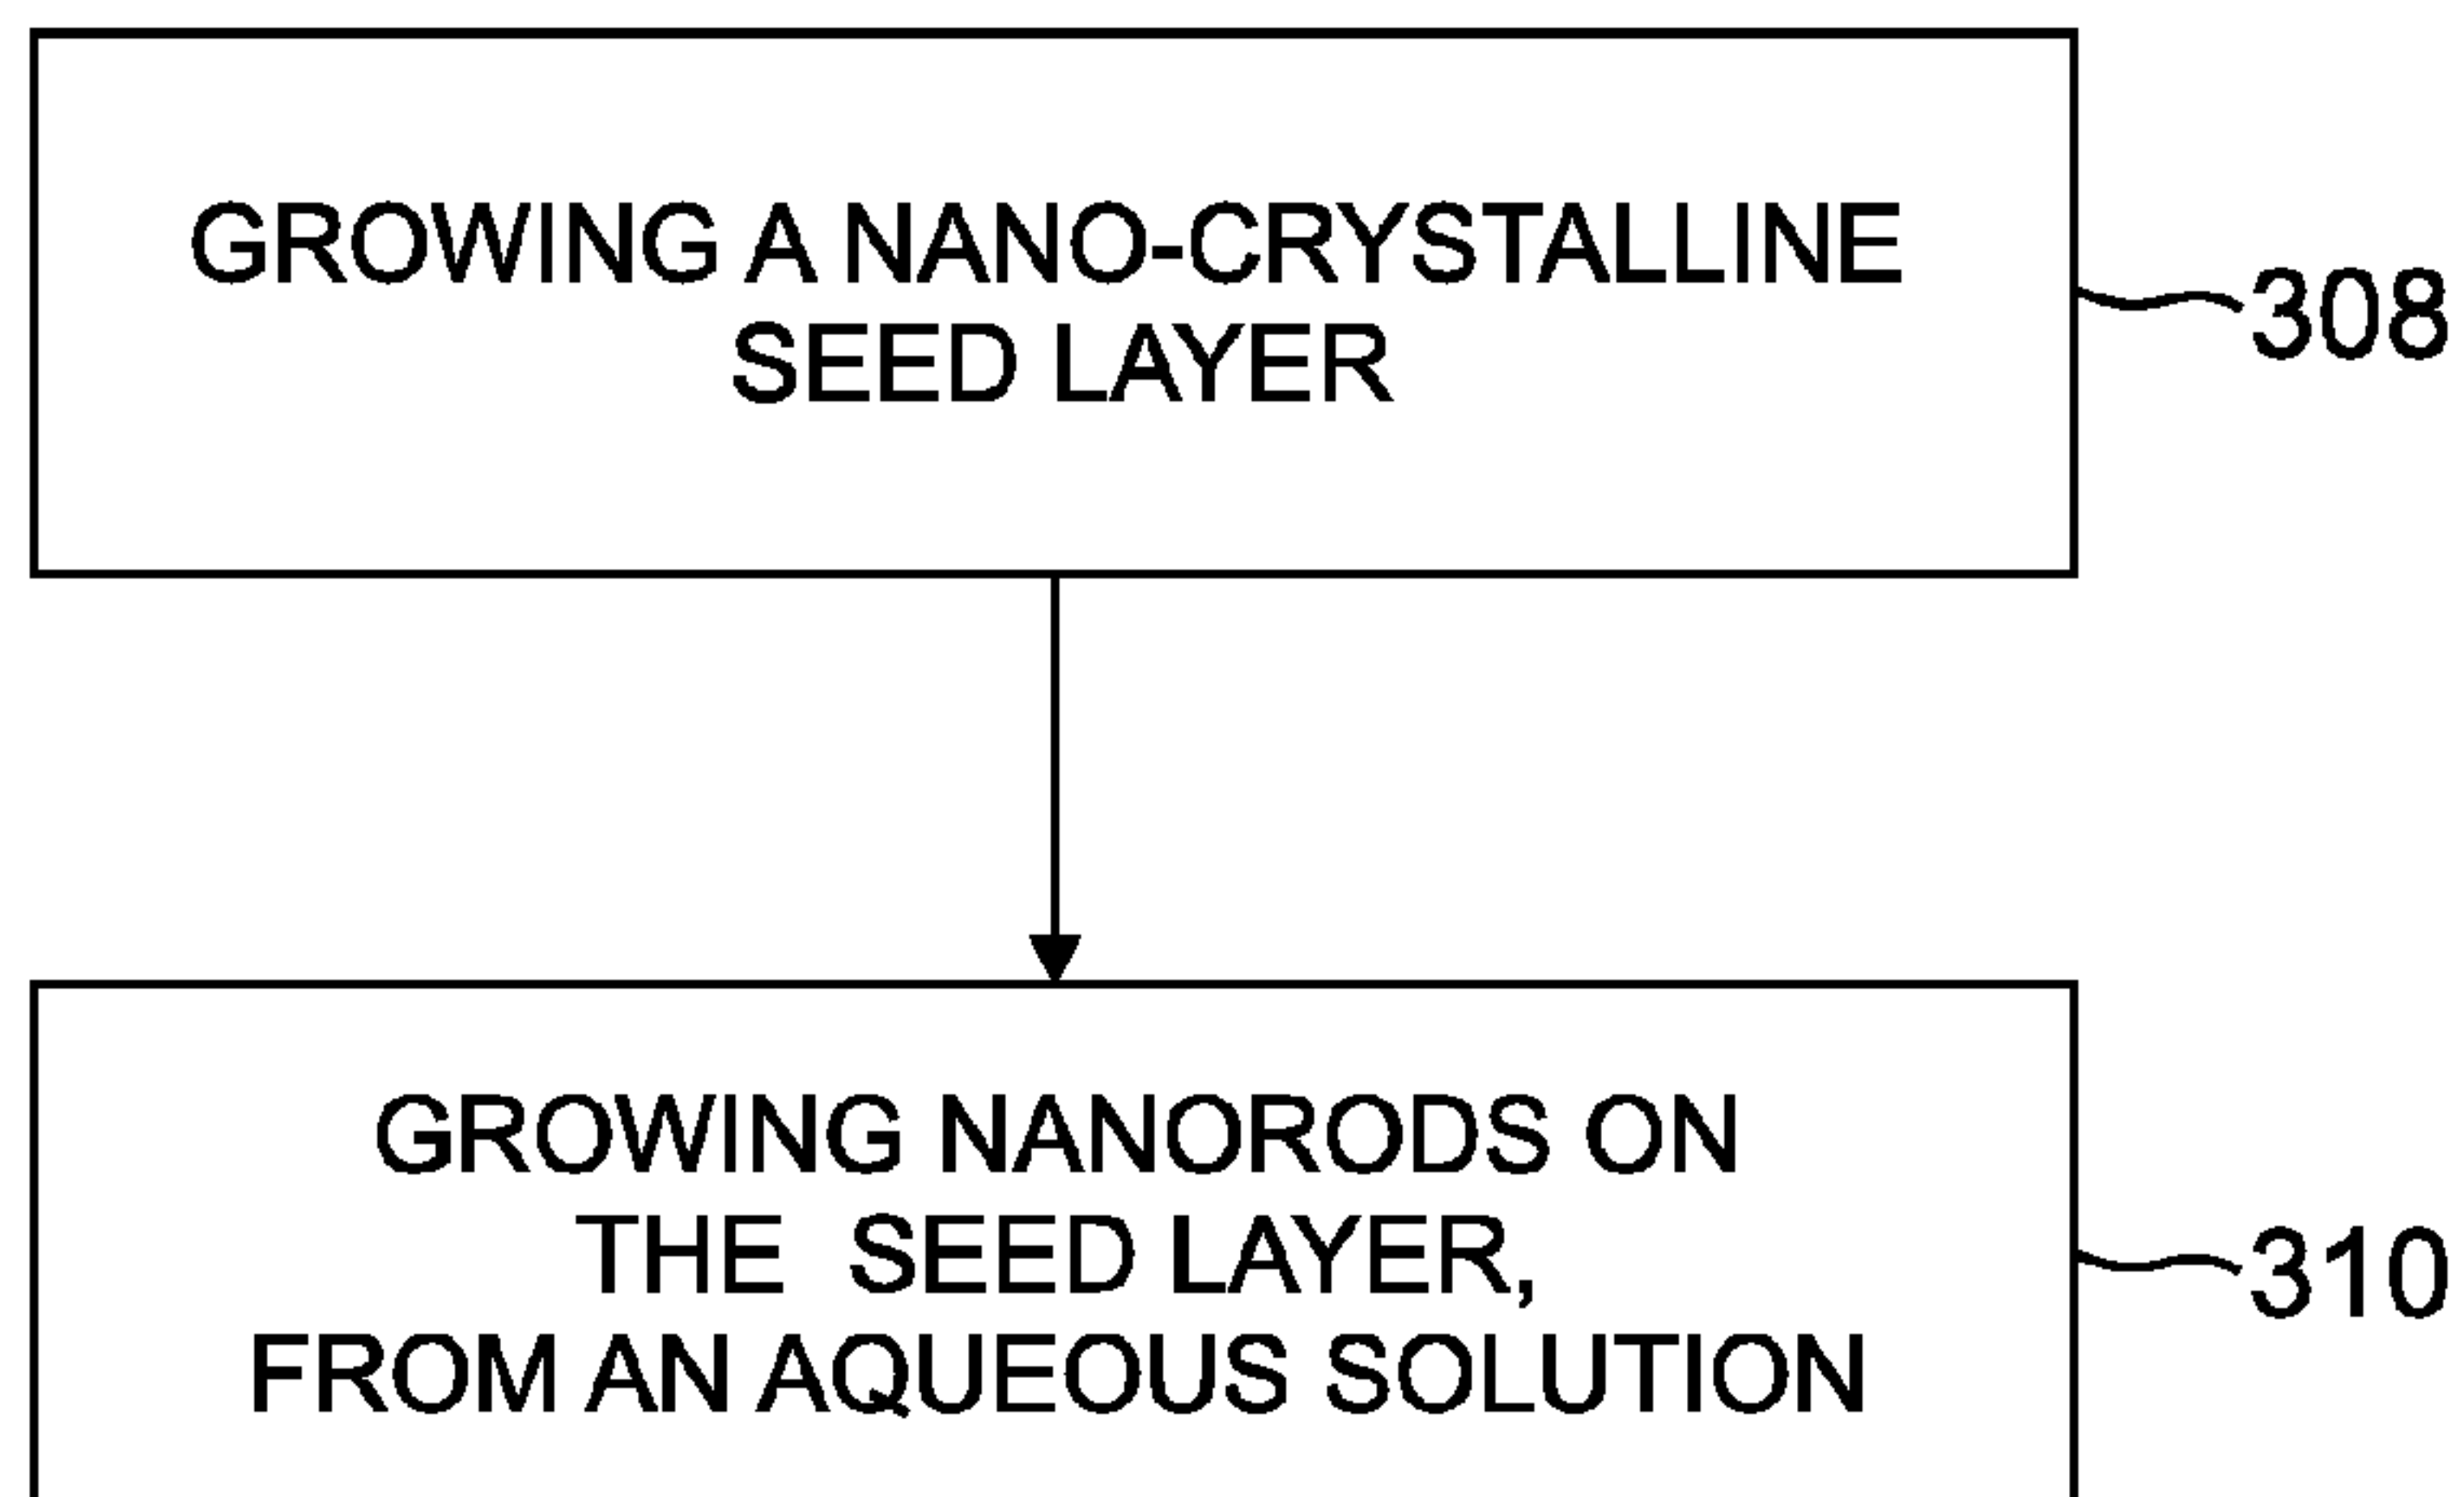 GROWING A NANO-CRYSTALLINE
SEED LAYER
308
GROWING NANORODS ON
THE SEED LAYER,
FROM AN AQUEOUS SOLUTION
310